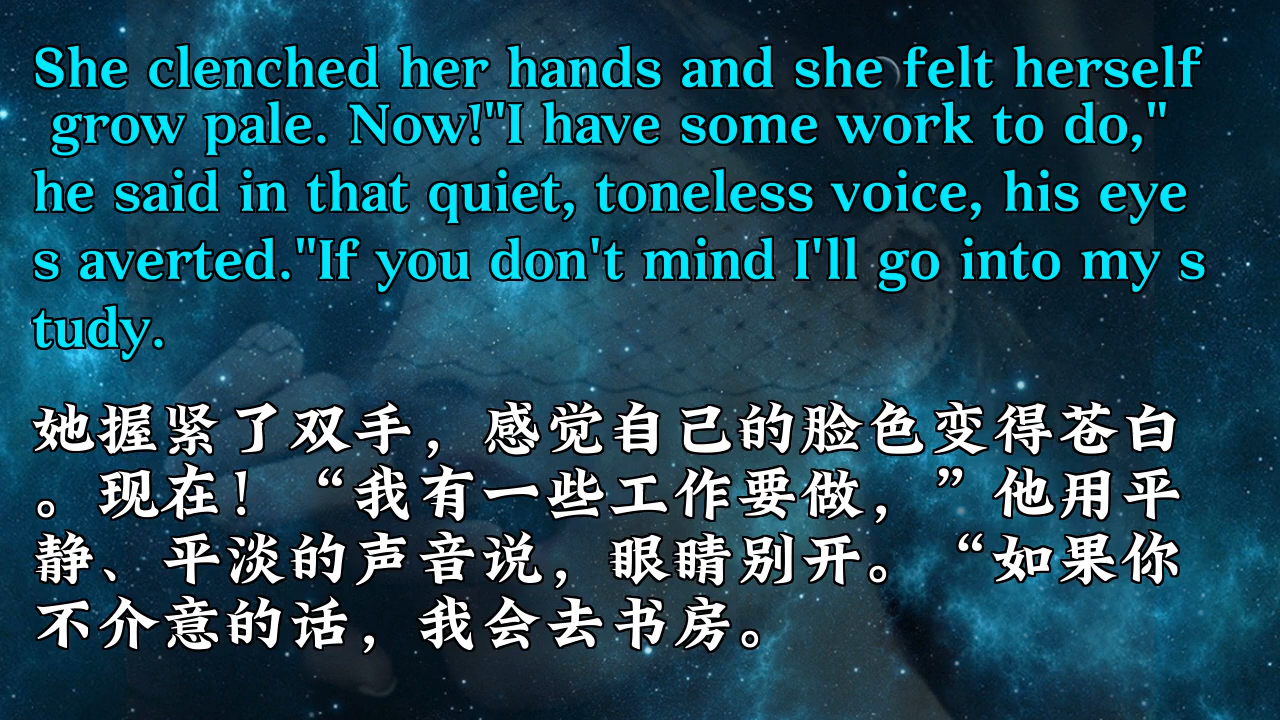 She clenched her hands and she felt herself
grow pale. Now!"I have some work to do,"
he said in that quiet, toneless voice, his eye
s averted."If you don't mind I'll go into my s
tudy.
她握紧了双手，感觉自己的脸色变得苍白
。现在！“我有一些工作要做，”他用平
静、平淡的声音说，眼睛别开。“如果你
不介意的话，我会去书房。